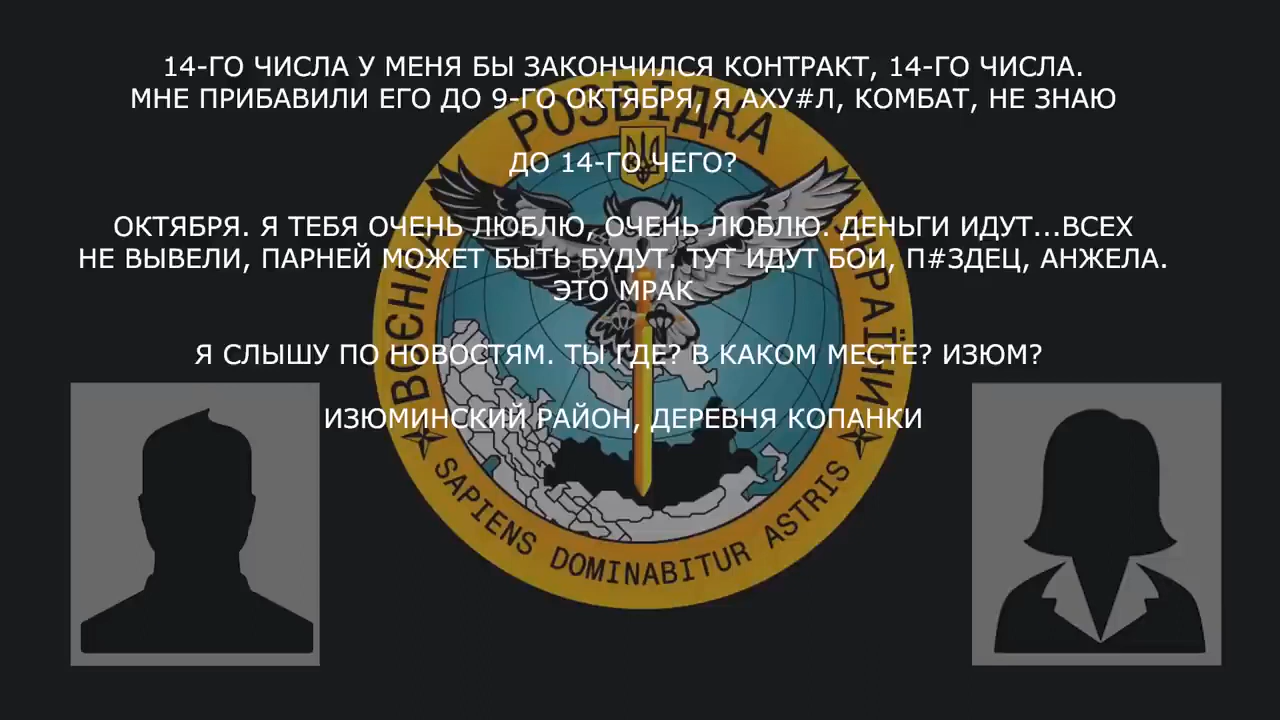 14-ГО ЧИСЛА У МЕНЯ БЫ ЗАКОНЧИЛСЯ КОНТРАКТ, 14-ГО ЧИСЛА.
МНЕ ПРИБАВИЛИ ЕГО ДО 9-ГО ОКТЯБРЯ, Я АХУ#Л, КОМБАТ, НЕ ЗНАЮ
ДО 14-ГО ЧЕГО?
ОКТЯБРЯ. Я ТЕБЯ ОЧЕНЬ ЛЮБЛЮ, ОЧЕНЬ ЛЮБЛЮ. ДЕНЬГИ ИДУТ...ВСЕХ
НЕ ВЫВЕЛИ, ПАРНЕЙ МОЖЕТ БЫТЬ БУДУТ. ТУТ ИДУТ БОИ, П#ЗДЕЦ, АНЖЕЛА.
ЭТО МРАК
Я СЛЫШУ ПО НОВОСТЯМ. ТЫ ГДЕ? В КАКОМ МЕСТЕ? ИЗЮМ?
ИЗЮМИНСКИЙ РАЙОН, ДЕРЕВНЯ КОПАНКИ
ВОЄННА РОЗВІДКА УКРАЇНИ
SAPIENS DOMINABITUR ASTRIS